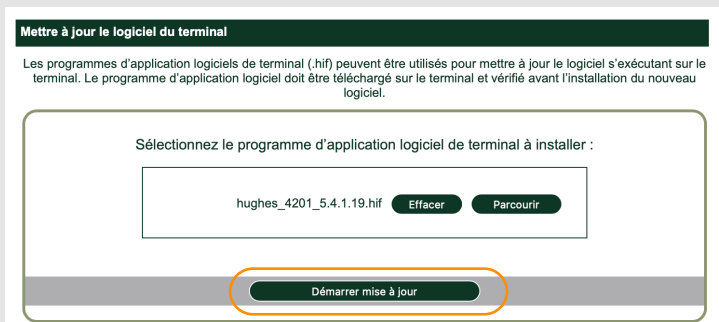 Mettre à jour le logiciel du terminal
Les programmes d’application logiciels de terminal (.hif) peuvent être utilisés pour mettre à jour le logiciel s’exécutant sur le
terminal. Le programme d’application logiciel doit être téléchargé sur le terminal et vérifié avant l’installation du nouveau
logiciel.
Sélectionnez le programme d’application logiciel de terminal à installer :
hughes_4201_5.4.1.19.hif Effacer Parcourir
Démarrer mise à jour